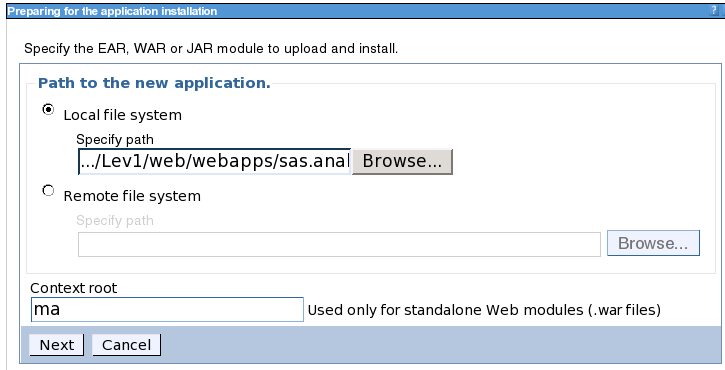 Preparing for the application installation ?
Specify the EAR, WAR or JAR module to upload and install.
Path to the new application.
Local file system
Specify path
.../Lev1/web/webapps/sas.anal Browse...
Remote file system
Specify path
Browse...
Context root
ma Used only for standalone Web modules (.war files)
Next Cancel